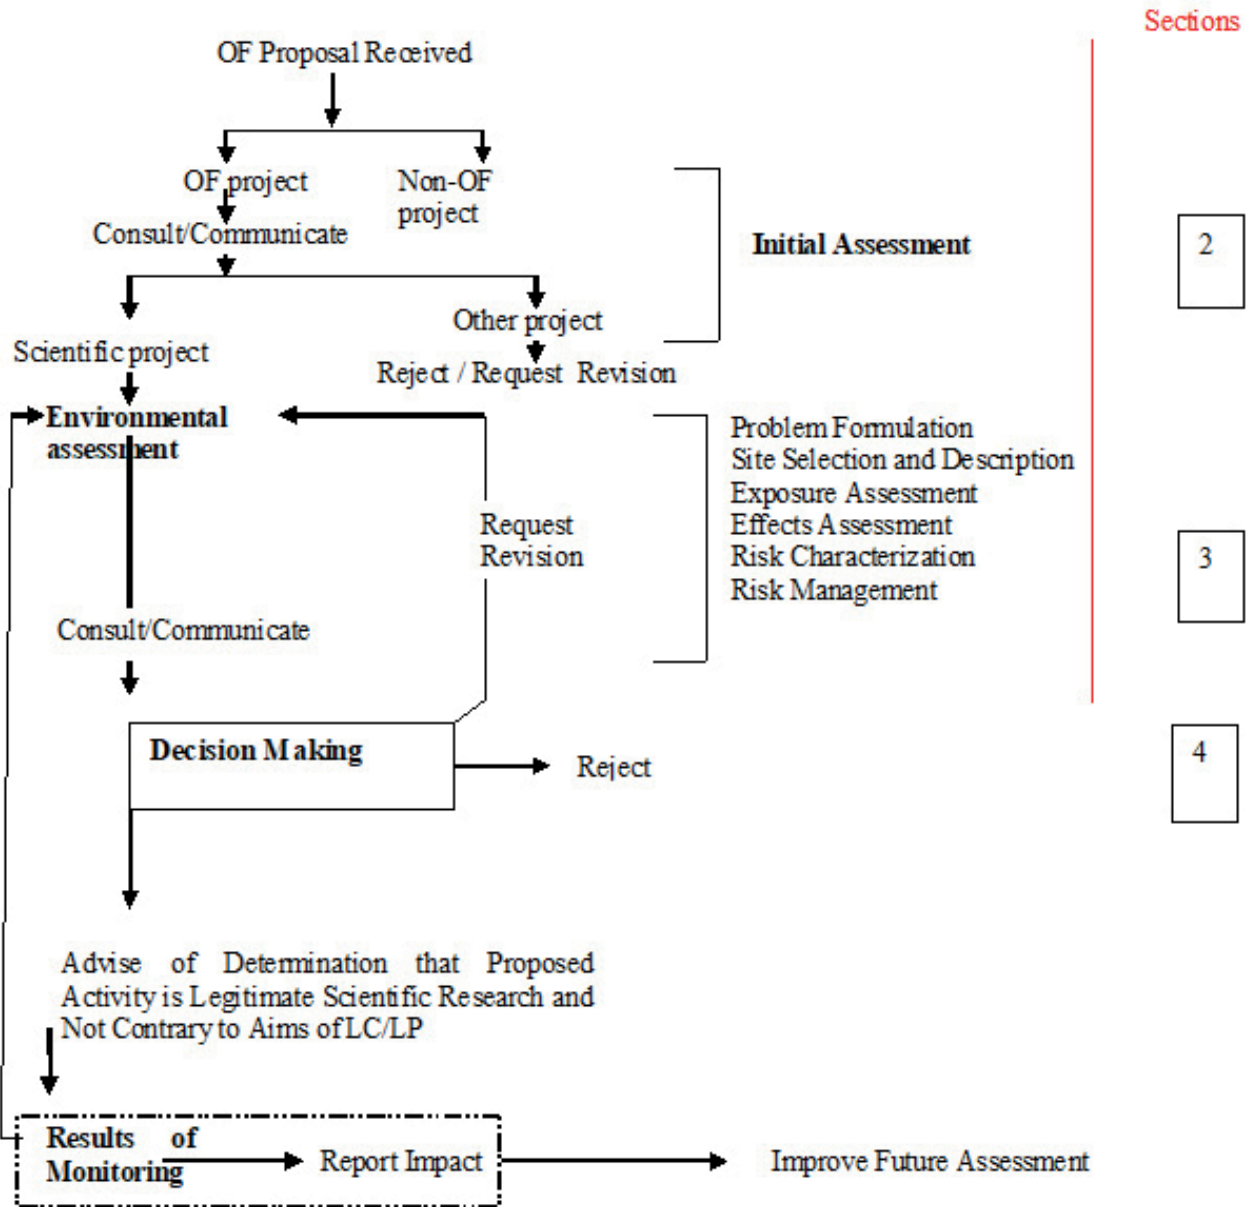 Sections
OF Proposal Received
OF project
Non-OF
project
Consult/Communicate
Initial Assessment
2
Other project
Scientific project
Reject / Request Revision
Environmental
assessment
Problem Formulation
Site Selection and Description
Exposure Assessment
Effects Assessment
Risk Characterization
Risk Management
Request
Revision
3
Consult/Communicate
Decision Making
Reject
4
Advise of Determination that Proposed
Activity is Legitimate Scientific Research and
Not Contrary to Aims of LC/LP
Results of
Monitoring
Report Impact
Improve Future Assessment